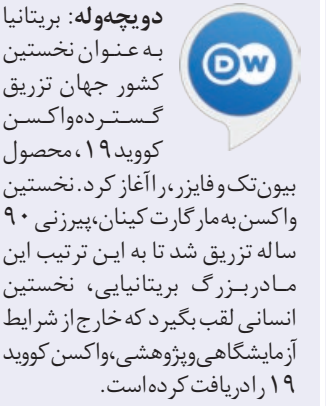 DW
دویچه‌وله: بریتانیا
به عنوان نخستین
کشور جهان تزریق
گسترده‌واکسن
کووید۱۹، محصول
بیون‌تک و فایزر، را آغاز کرد. نخستین
واکسن به مارگارت کینان، پیرزنی ۹۰
ساله تزریق شد تا به این ترتیب این
مادربزرگ بریتانیایی، نخستین
انسانی لقب بگیرد که خارج از شرایط
آزمایشگاهی و پژوهشی، واکسن کووید
۱۹ را دریافت کرده‌است.